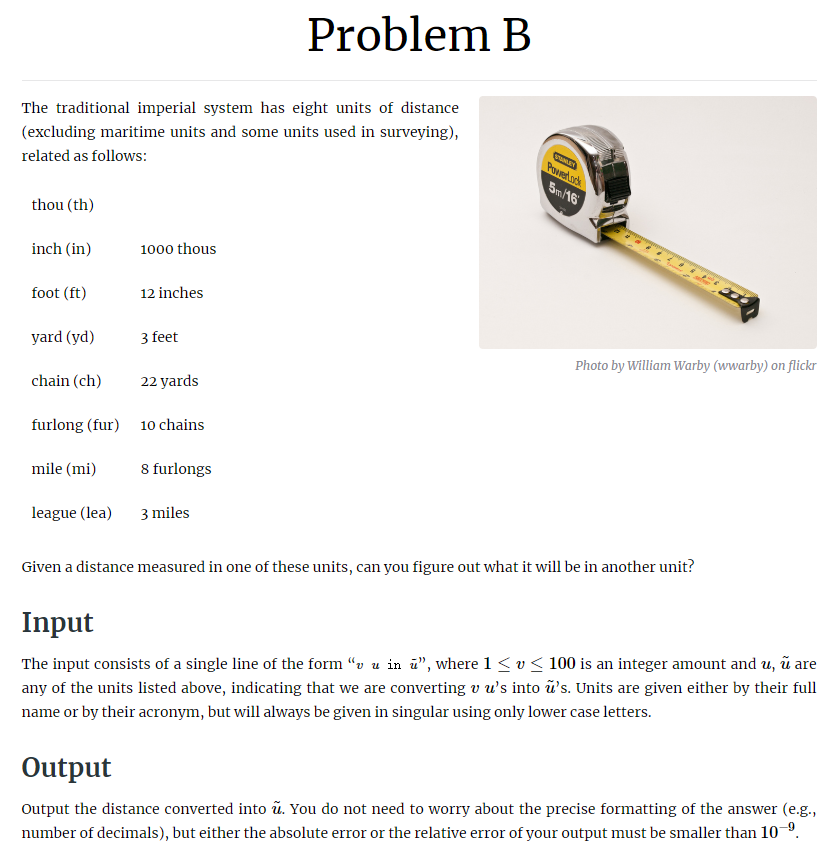 Problem B
The traditional imperial system has eight units of distance
(excluding maritime units and some units used in surveying),
related as follows:
thou (th)
inch (in) 1000 thous
foot (ft) 12 inches
yard (yd) 3 feet
chain (ch) 22 yards
furlong (fur) 10 chains
mile (mi) 8 furlongs
league (lea) 3 miles
STANLEY
PowerLock
5m/16'
Photo by William Warby (wwarby) on flickr
Given a distance measured in one of these units, can you figure out what it will be in another unit?
Input
The input consists of a single line of the form “v u in ũ”, where 1 ≤ v ≤ 100 is an integer amount and u, ũ are
any of the units listed above, indicating that we are converting v u’s into ũ’s. Units are given either by their full
name or by their acronym, but will always be given in singular using only lower case letters.
Output
Output the distance converted into ũ. You do not need to worry about the precise formatting of the answer (e.g.,
number of decimals), but either the absolute error or the relative error of your output must be smaller than 10⁻⁹.